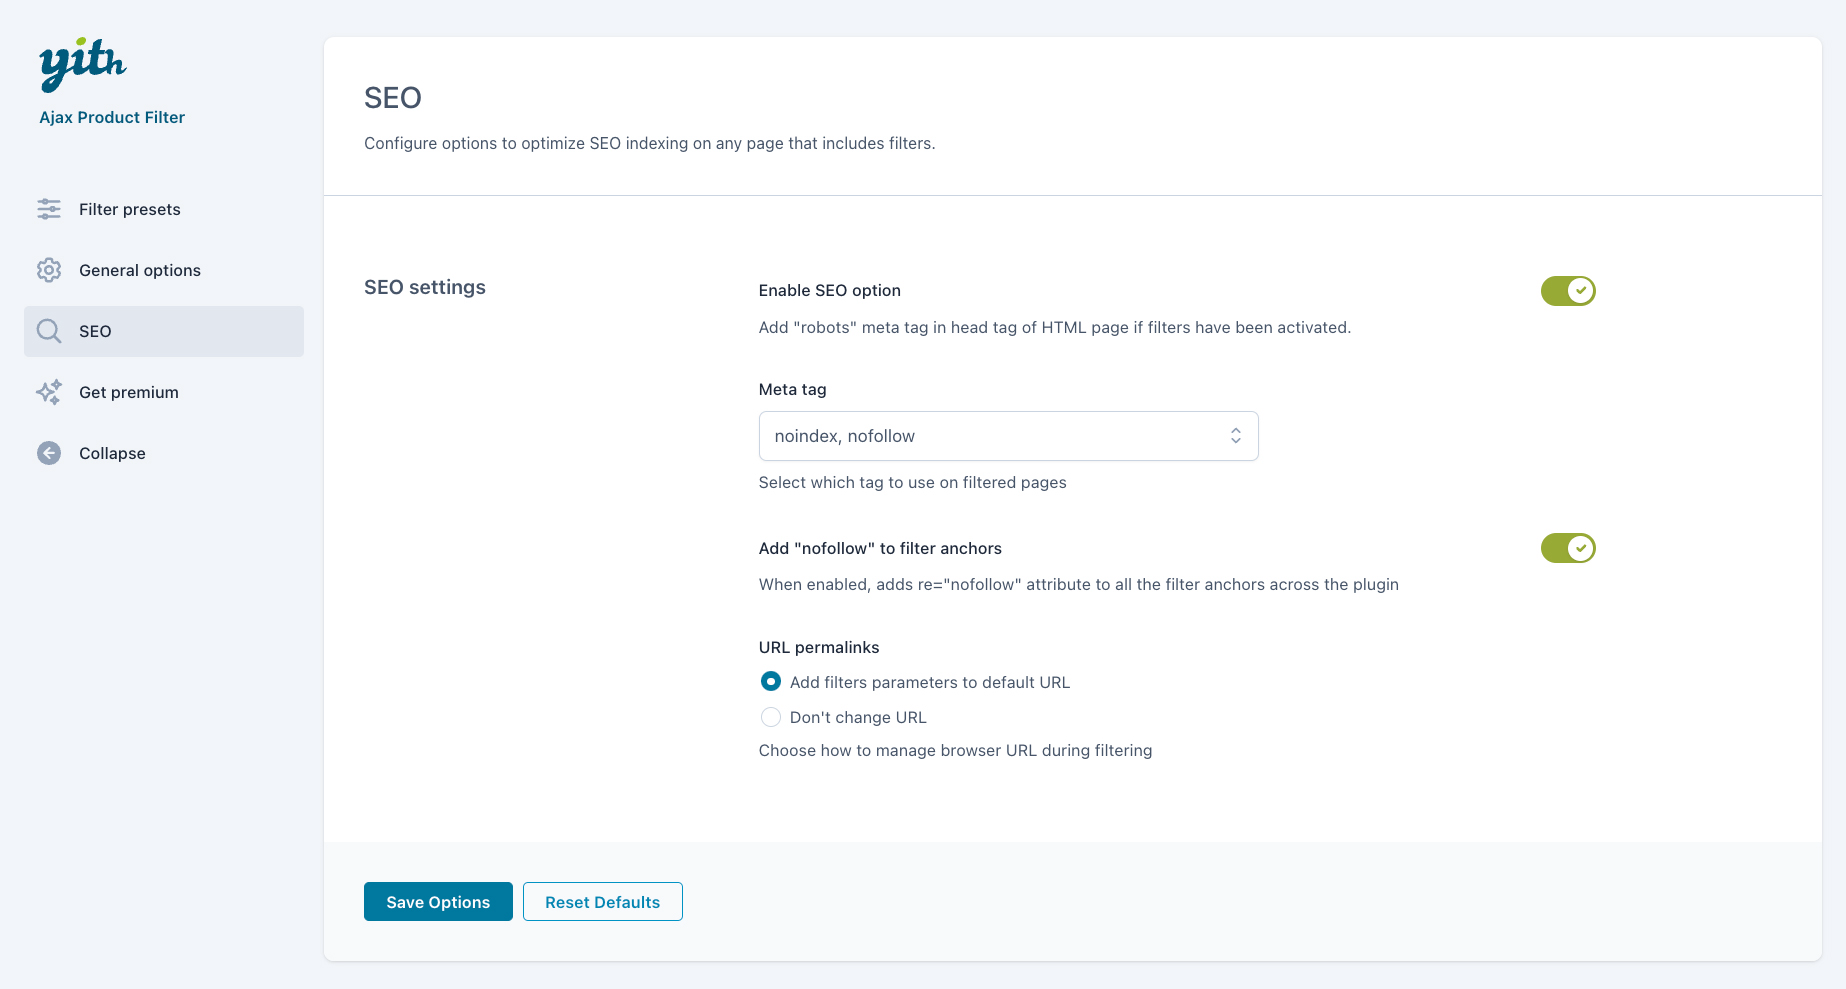 yith
Ajax Product Filter
Filter presets
General options
SEO
Get premium
Collapse
SEO
Configure options to optimize SEO indexing on any page that includes filters.
SEO settings
Enable SEO option
Add "robots" meta tag in head tag of HTML page if filters have been activated.
Meta tag
noindex, nofollow
Select which tag to use on filtered pages
Add "nofollow" to filter anchors
When enabled, adds re="nofollow" attribute to all the filter anchors across the plugin
URL permalinks
Add filters parameters to default URL
Don't change URL
Choose how to manage browser URL during filtering
Save Options
Reset Defaults